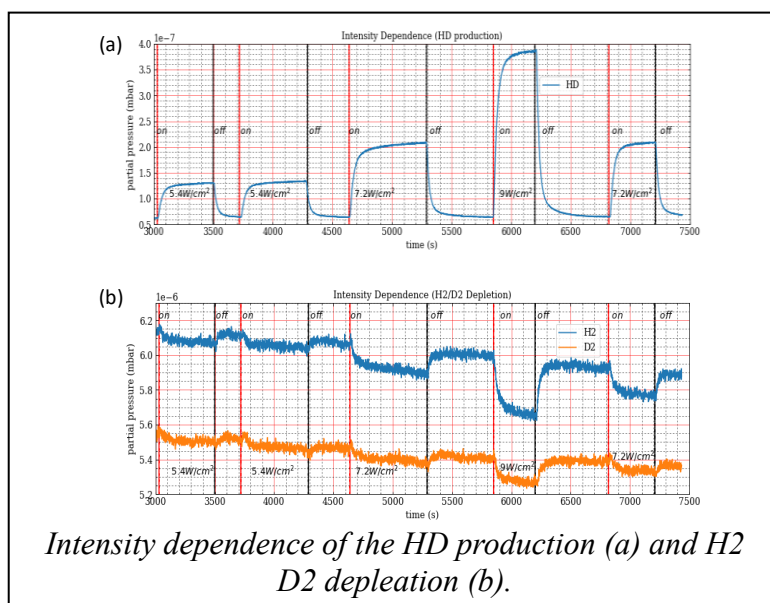 (a)
Intensity Dependence (HD production)
1e−7
4.0
3.5
3.0
2.5
2.0
1.5
1.0
0.5
partial pressure (mbar)
HD
on off on off on off on off on off
5.4W/cm² 5.4W/cm² 7.2W/cm² 9W/cm² 7.2W/cm²
3000 3500 4000 4500 5000 5500 6000 6500 7000 7500
time (s)
(b)
Intensity Dependence (H2/D2 Depletion)
1e−6
6.2
6.0
5.8
5.6
5.4
5.2
partial pressure (mbar)
H2
D2
on off on off on off on off on off
5.4W/cm² 5.4W/cm² 7.2W/cm² 9W/cm² 7.2W/cm²
3000 3500 4000 4500 5000 5500 6000 6500 7000 7500
time (s)
Intensity dependence of the HD production (a) and H2
D2 depleation (b).